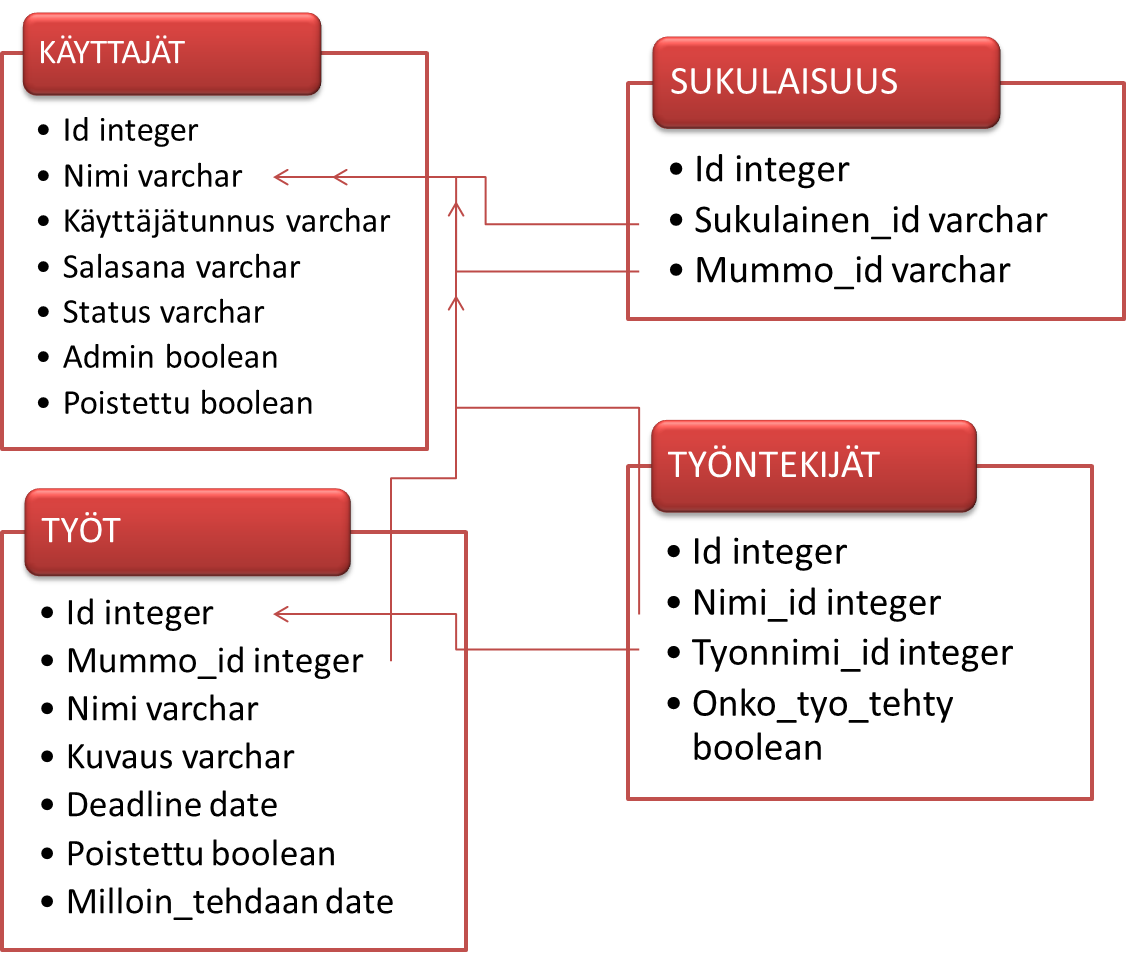 KÄYTTAJÄT
• Id integer
• Nimi varchar
• Käyttäjätunnus varchar
• Salasana varchar
• Status varchar
• Admin boolean
• Poistettu boolean
SUKULAISUUS
• Id integer
• Sukulainen_id varchar
• Mummo_id varchar
TYÖT
• Id integer
• Mummo_id integer
• Nimi varchar
• Kuvaus varchar
• Deadline date
• Poistettu boolean
• Milloin_tehdaan date
TYÖNTEKIJÄT
• Id integer
• Nimi_id integer
• Tyonnimi_id integer
• Onko_tyo_tehty
boolean